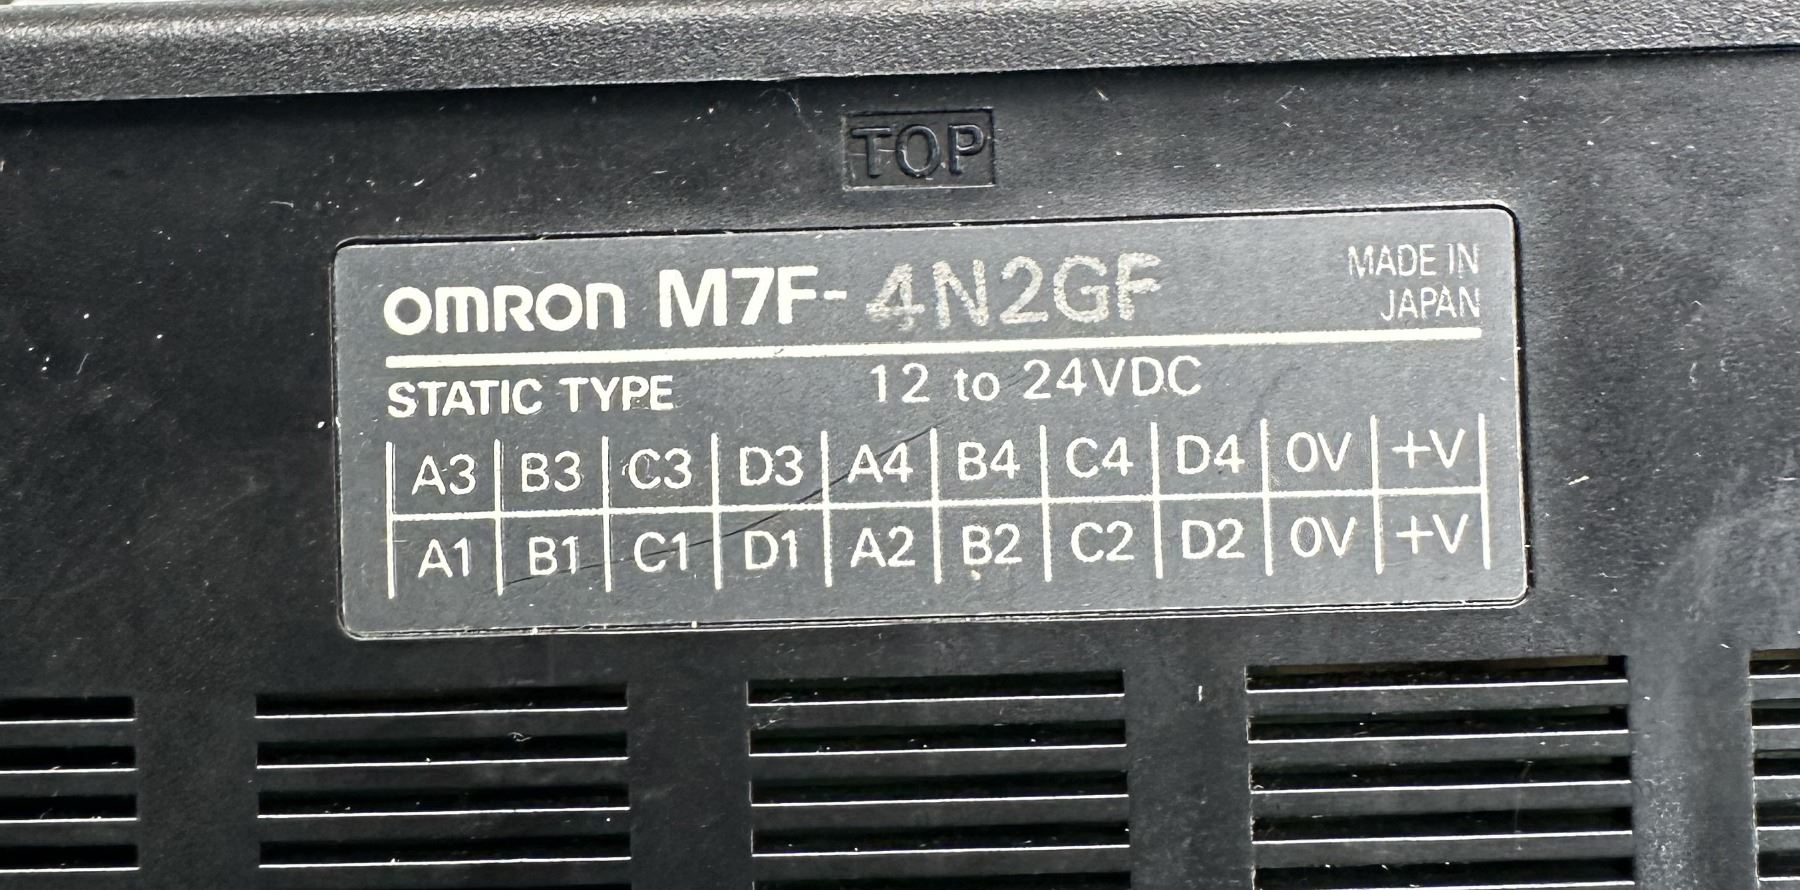 TOP
OMRON M7F-4N2GF
MADE IN
JAPAN
STATIC TYPE 12 to 24VDC
A3 B3 C3 D3 A4 B4 C4 D4 0V +V
A1 B1 C1 D1 A2 B2 C2 D2 0V +V